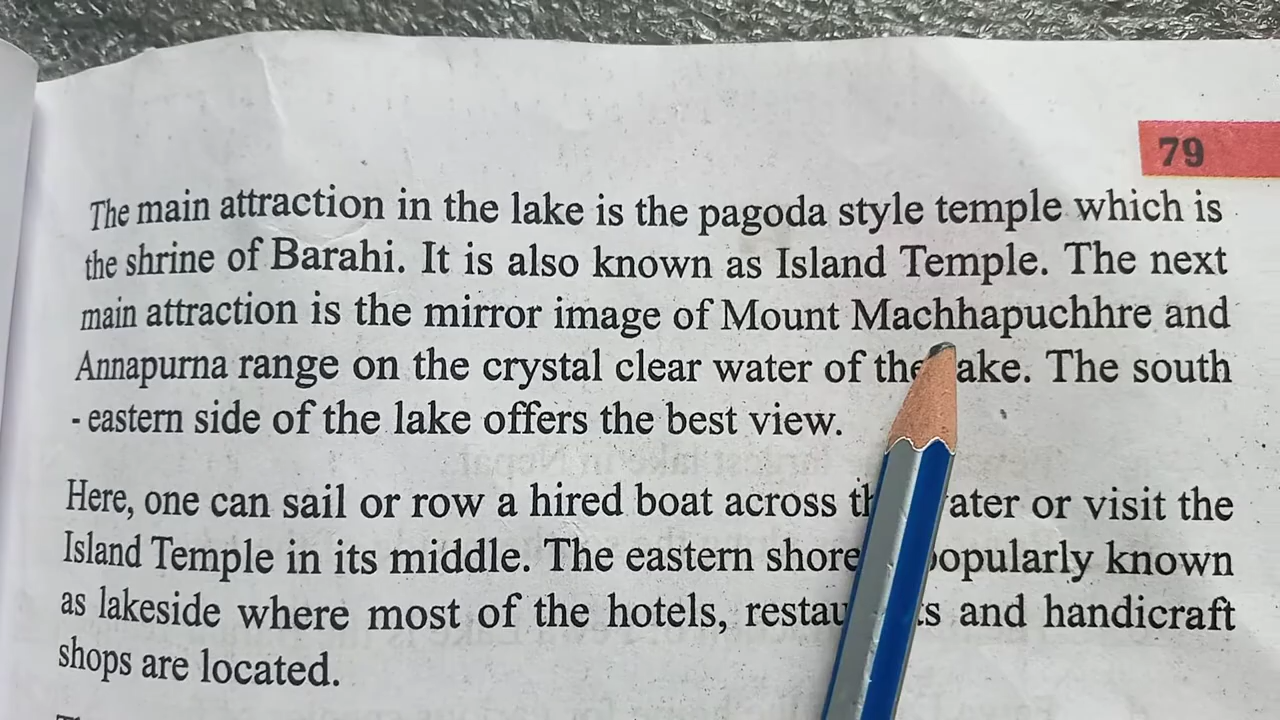 79
The main attraction in the lake is the pagoda style temple which is
the shrine of Barahi. It is also known as Island Temple. The next
main attraction is the mirror image of Mount Machhapuchhre and
Annapurna range on the crystal clear water of the lake. The south
- eastern side of the lake offers the best view.
Here, one can sail or row a hired boat across or visit the
Island Temple in its middle. The eastern shore popularly known
as lakeside where most of the hotels, and handicraft
shops are located.